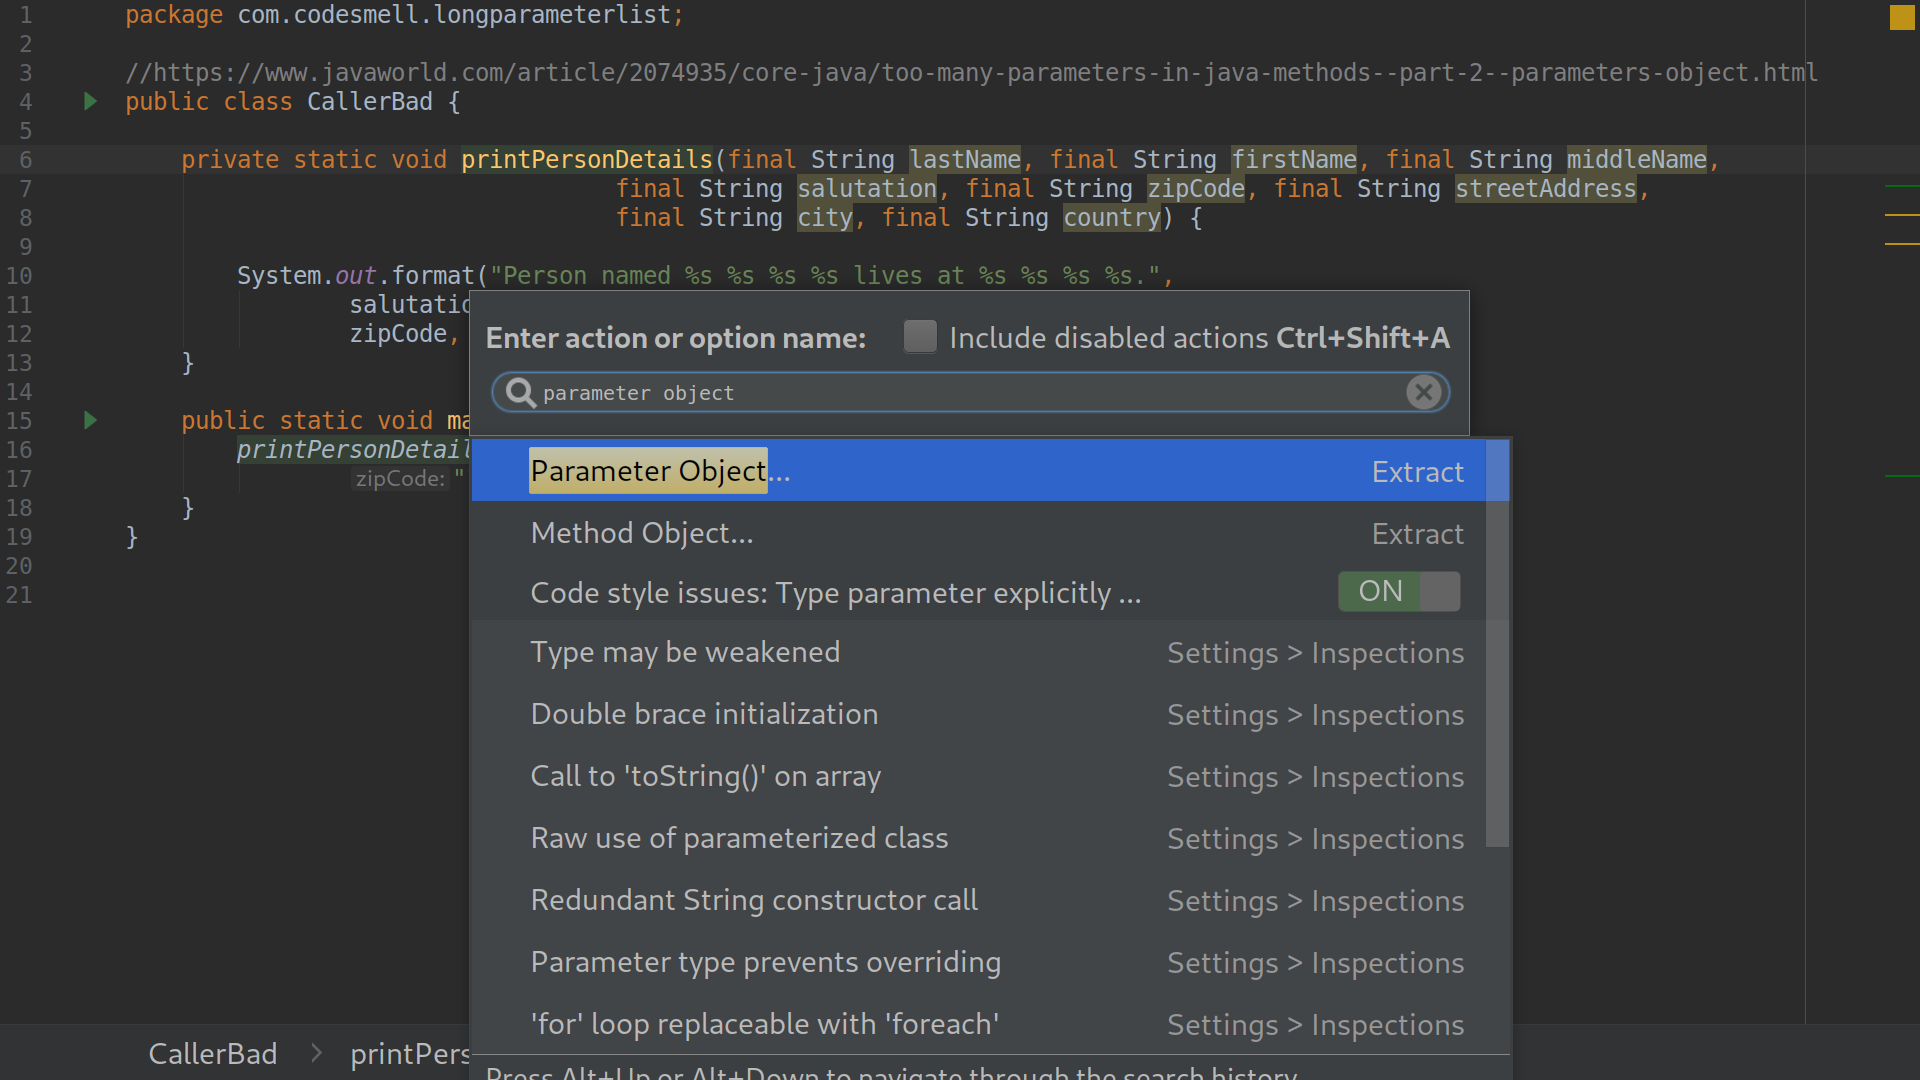 1 package com.codesmell.longparameterlist;
2
3 //https://www.javaworld.com/article/2074935/core-java/too-many-parameters-in-java-methods--part-2--parameters-object.html
4 public class CallerBad {
5
6 private static void printPersonDetails(final String lastName, final String firstName, final String middleName,
7 final String salutation, final String zipCode, final String streetAddress,
8 final String city, final String country) {
9
10 System.out.format("Person named %s %s %s %s lives at %s %s %s %s.",
11 salutatio
12 zipCode,
13 }
14
15 public static void ma
16 printPersonDetail
17 zipCode: "
18 }
19 }
20
21
Enter action or option name: Include disabled actions Ctrl+Shift+A
parameter object
Parameter Object... Extract
Method Object... Extract
Code style issues: Type parameter explicitly ... ON
Type may be weakened Settings > Inspections
Double brace initialization Settings > Inspections
Call to 'toString()' on array Settings > Inspections
Raw use of parameterized class Settings > Inspections
Redundant String constructor call Settings > Inspections
Parameter type prevents overriding Settings > Inspections
'for' loop replaceable with 'foreach' Settings > Inspections
CallerBad > printPers
Press Alt+Up or Alt+Down to navigate through the search history